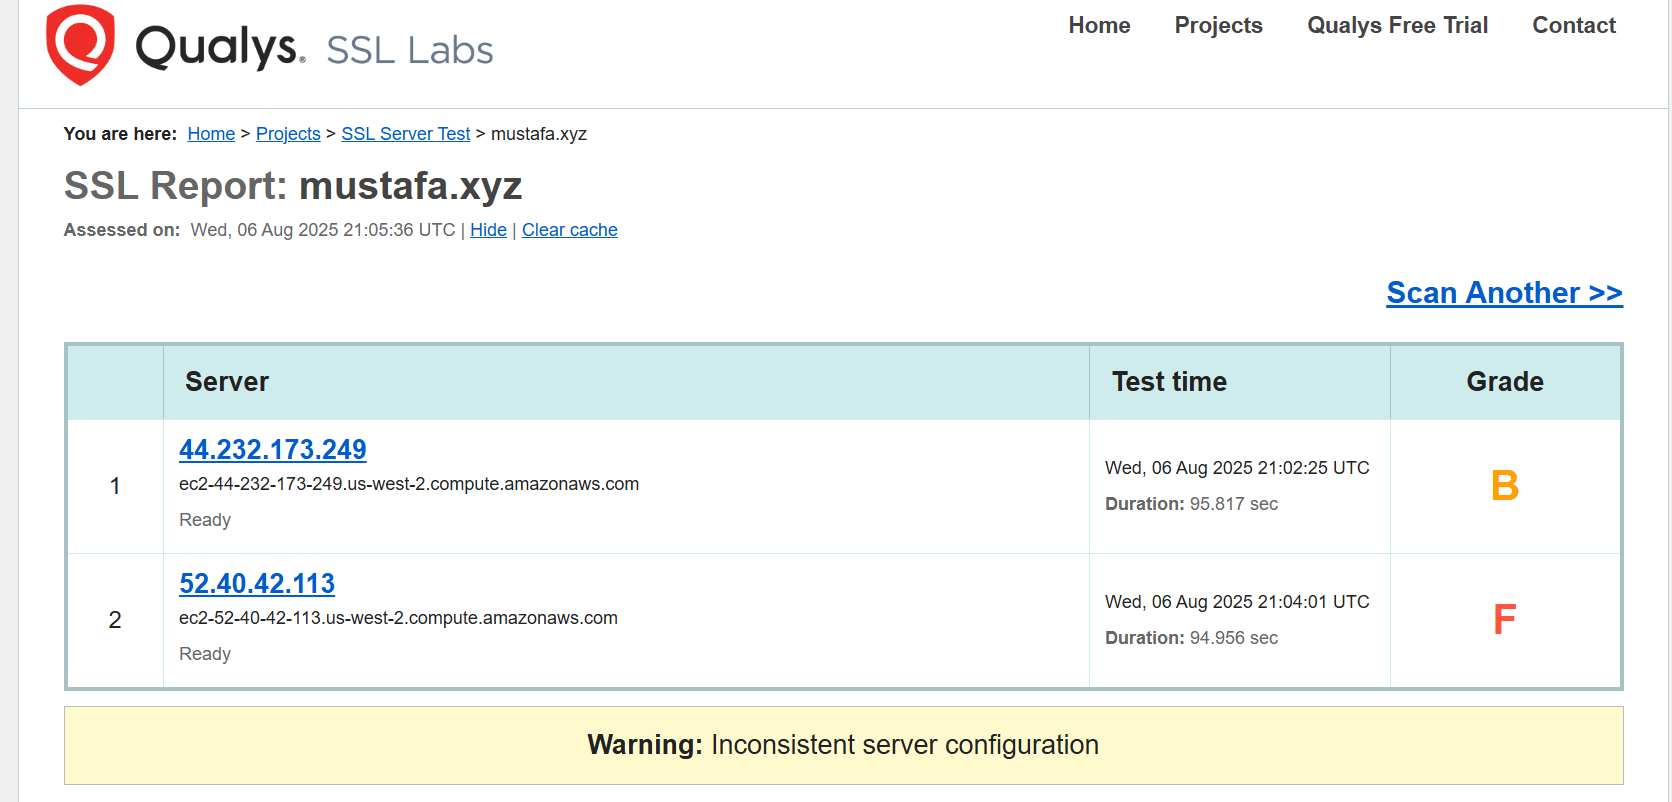 Qualys. SSL Labs
Home Projects Qualys Free Trial Contact
You are here: Home > Projects > SSL Server Test > mustafa.xyz
SSL Report: mustafa.xyz
Assessed on: Wed, 06 Aug 2025 21:05:36 UTC | Hide | Clear cache
Scan Another >>
Server Test time Grade
1
44.232.173.249
ec2-44-232-173-249.us-west-2.compute.amazonaws.com
Ready
Wed, 06 Aug 2025 21:02:25 UTC
Duration: 95.817 sec
B
2
52.40.42.113
ec2-52-40-42-113.us-west-2.compute.amazonaws.com
Ready
Wed, 06 Aug 2025 21:04:01 UTC
Duration: 94.956 sec
F
Warning: Inconsistent server configuration